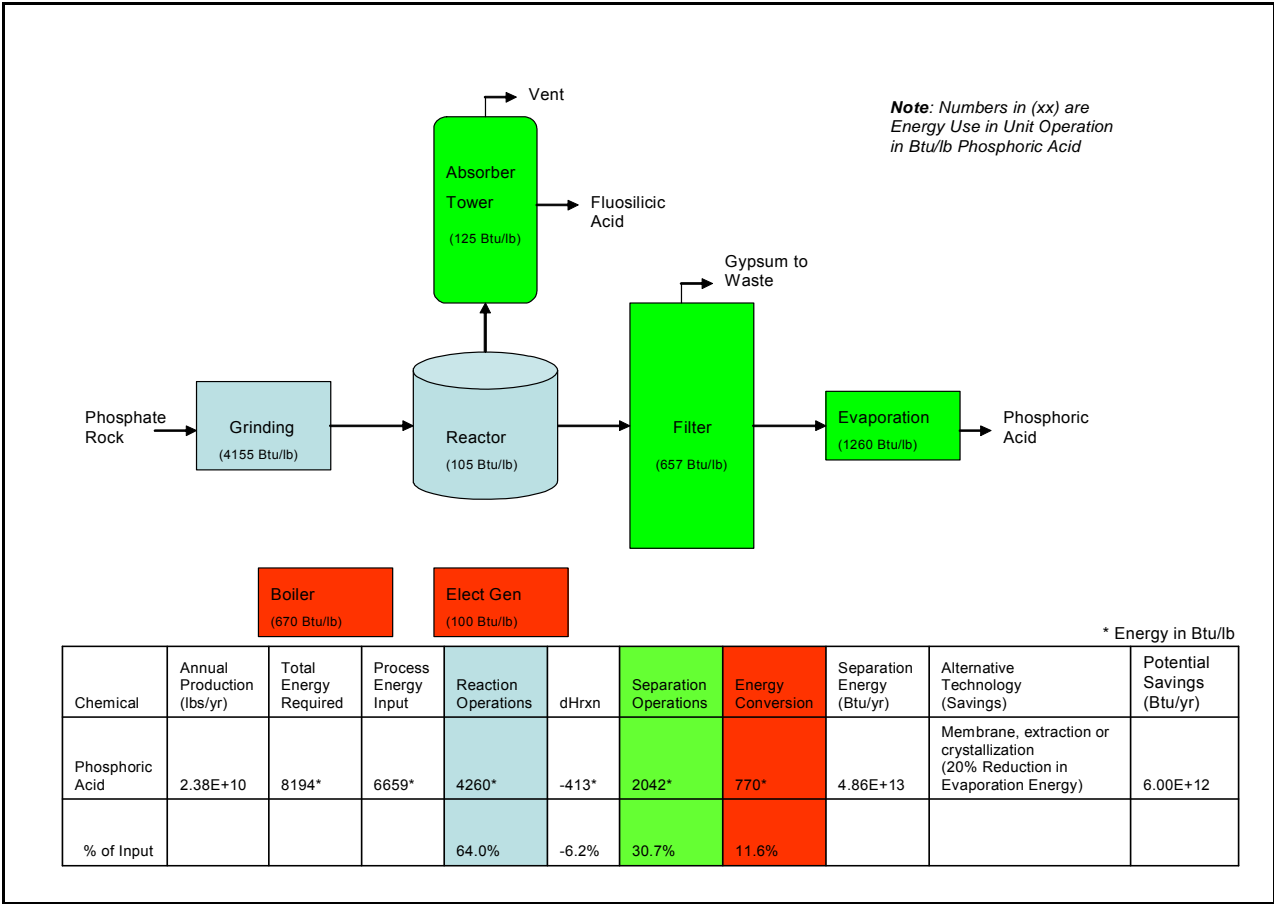 Vent
Note: Numbers in (xx) are
Energy Use in Unit Operation
in Btu/lb Phosphoric Acid
Absorber
Tower
(125 Btu/lb)
Fluosilicic
Acid
Gypsum to
Waste
Phosphate
Rock
Grinding
(4155 Btu/lb)
Reactor
(105 Btu/lb)
Filter
(657 Btu/lb)
Evaporation
(1260 Btu/lb)
Phosphoric
Acid
Boiler
(670 Btu/lb)
Elect Gen
(100 Btu/lb)
* Energy in Btu/lb
Chemical
Annual
Production
(lbs/yr)
Total
Energy
Required
Process
Energy
Input
Reaction
Operations
dHrxn
Separation
Operations
Energy
Conversion
Separation
Energy
(Btu/yr)
Alternative
Technology
(Savings)
Potential
Savings
(Btu/yr)
Phosphoric
Acid
2.38E+10
8194*
6659*
4260*
-413*
2042*
770*
4.86E+13
Membrane, extraction or
crystallization
(20% Reduction in
Evaporation Energy)
6.00E+12
% of Input
64.0%
-6.2%
30.7%
11.6%